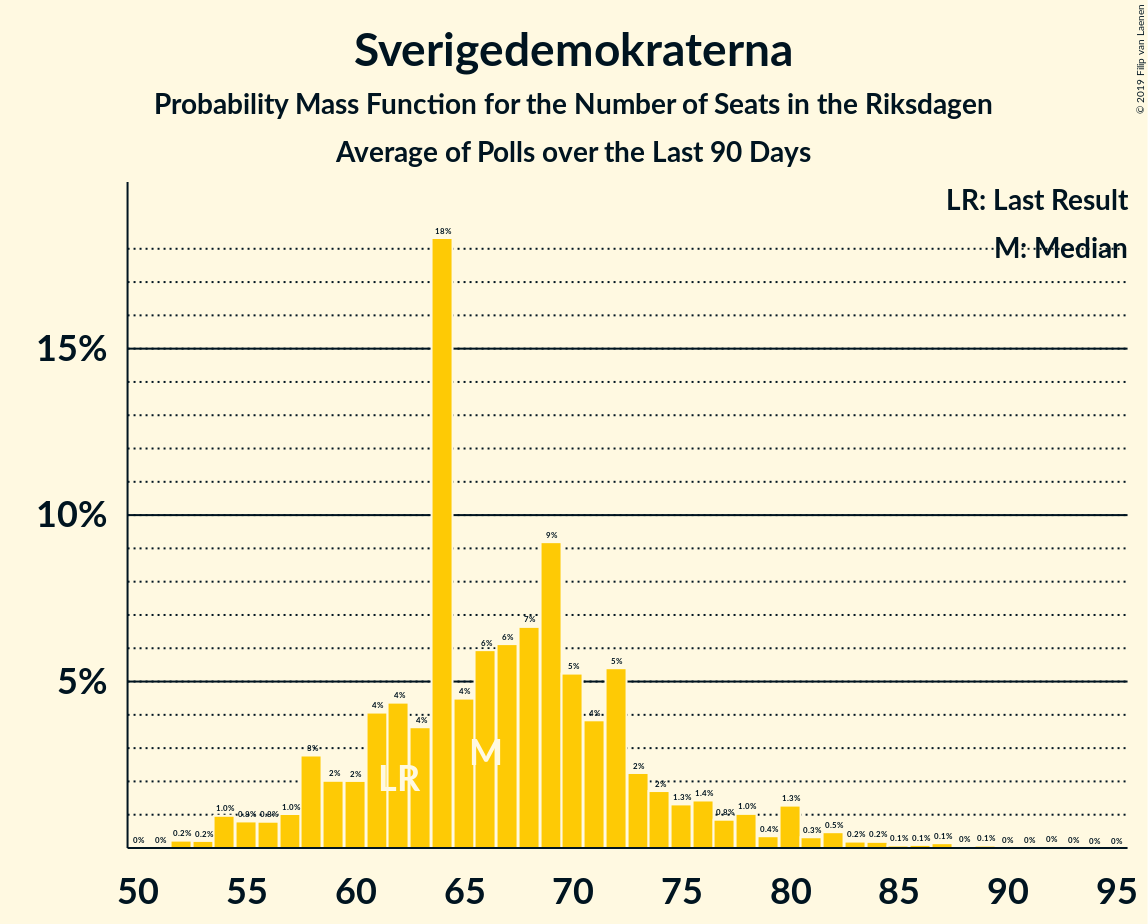 Sverigedemokraterna
Probability Mass Function for the Number of Seats in the Riksdagen
Average of Polls over the Last 90 Days
© 2019 Filip van Laenen
LR: Last Result
M: Median
15%
10%
5%
0% 0% 0.2% 0.2% 1.0% 0.8% 0.8% 1.0% 3% 2% 2% 4% 4% 4% 18% 4% 6% 6% 7% 9% 5% 4% 5% 2% 2% 1.3% 1.4% 0.8% 1.0% 0.4% 1.3% 0.3% 0.5% 0.2% 0.2% 0.1% 0.1% 0.1% 0% 0.1% 0% 0% 0% 0% 0% 0%
LR M
50 55 60 65 70 75 80 85 90 95